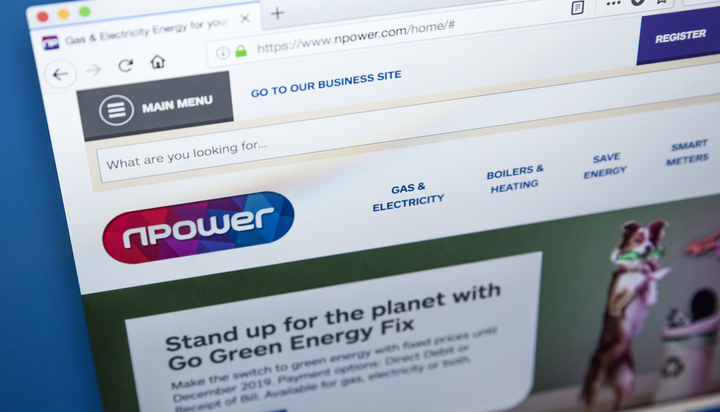 Gas & Electricity Energy for your
https://www.npower.com/home/#
REGISTER
MAIN MENU
GO TO OUR BUSINESS SITE
What are you looking for...
npower
GAS &
ELECTRICITY
BOILERS &
HEATING
SAVE
ENERGY
SMART
METERS
Stand up for the planet with
Go Green Energy Fix
Make the switch to green energy with fixed prices until
December 2019. Payment options: Direct Debit or
Receipt of Bill. Available for gas, electricity or both.